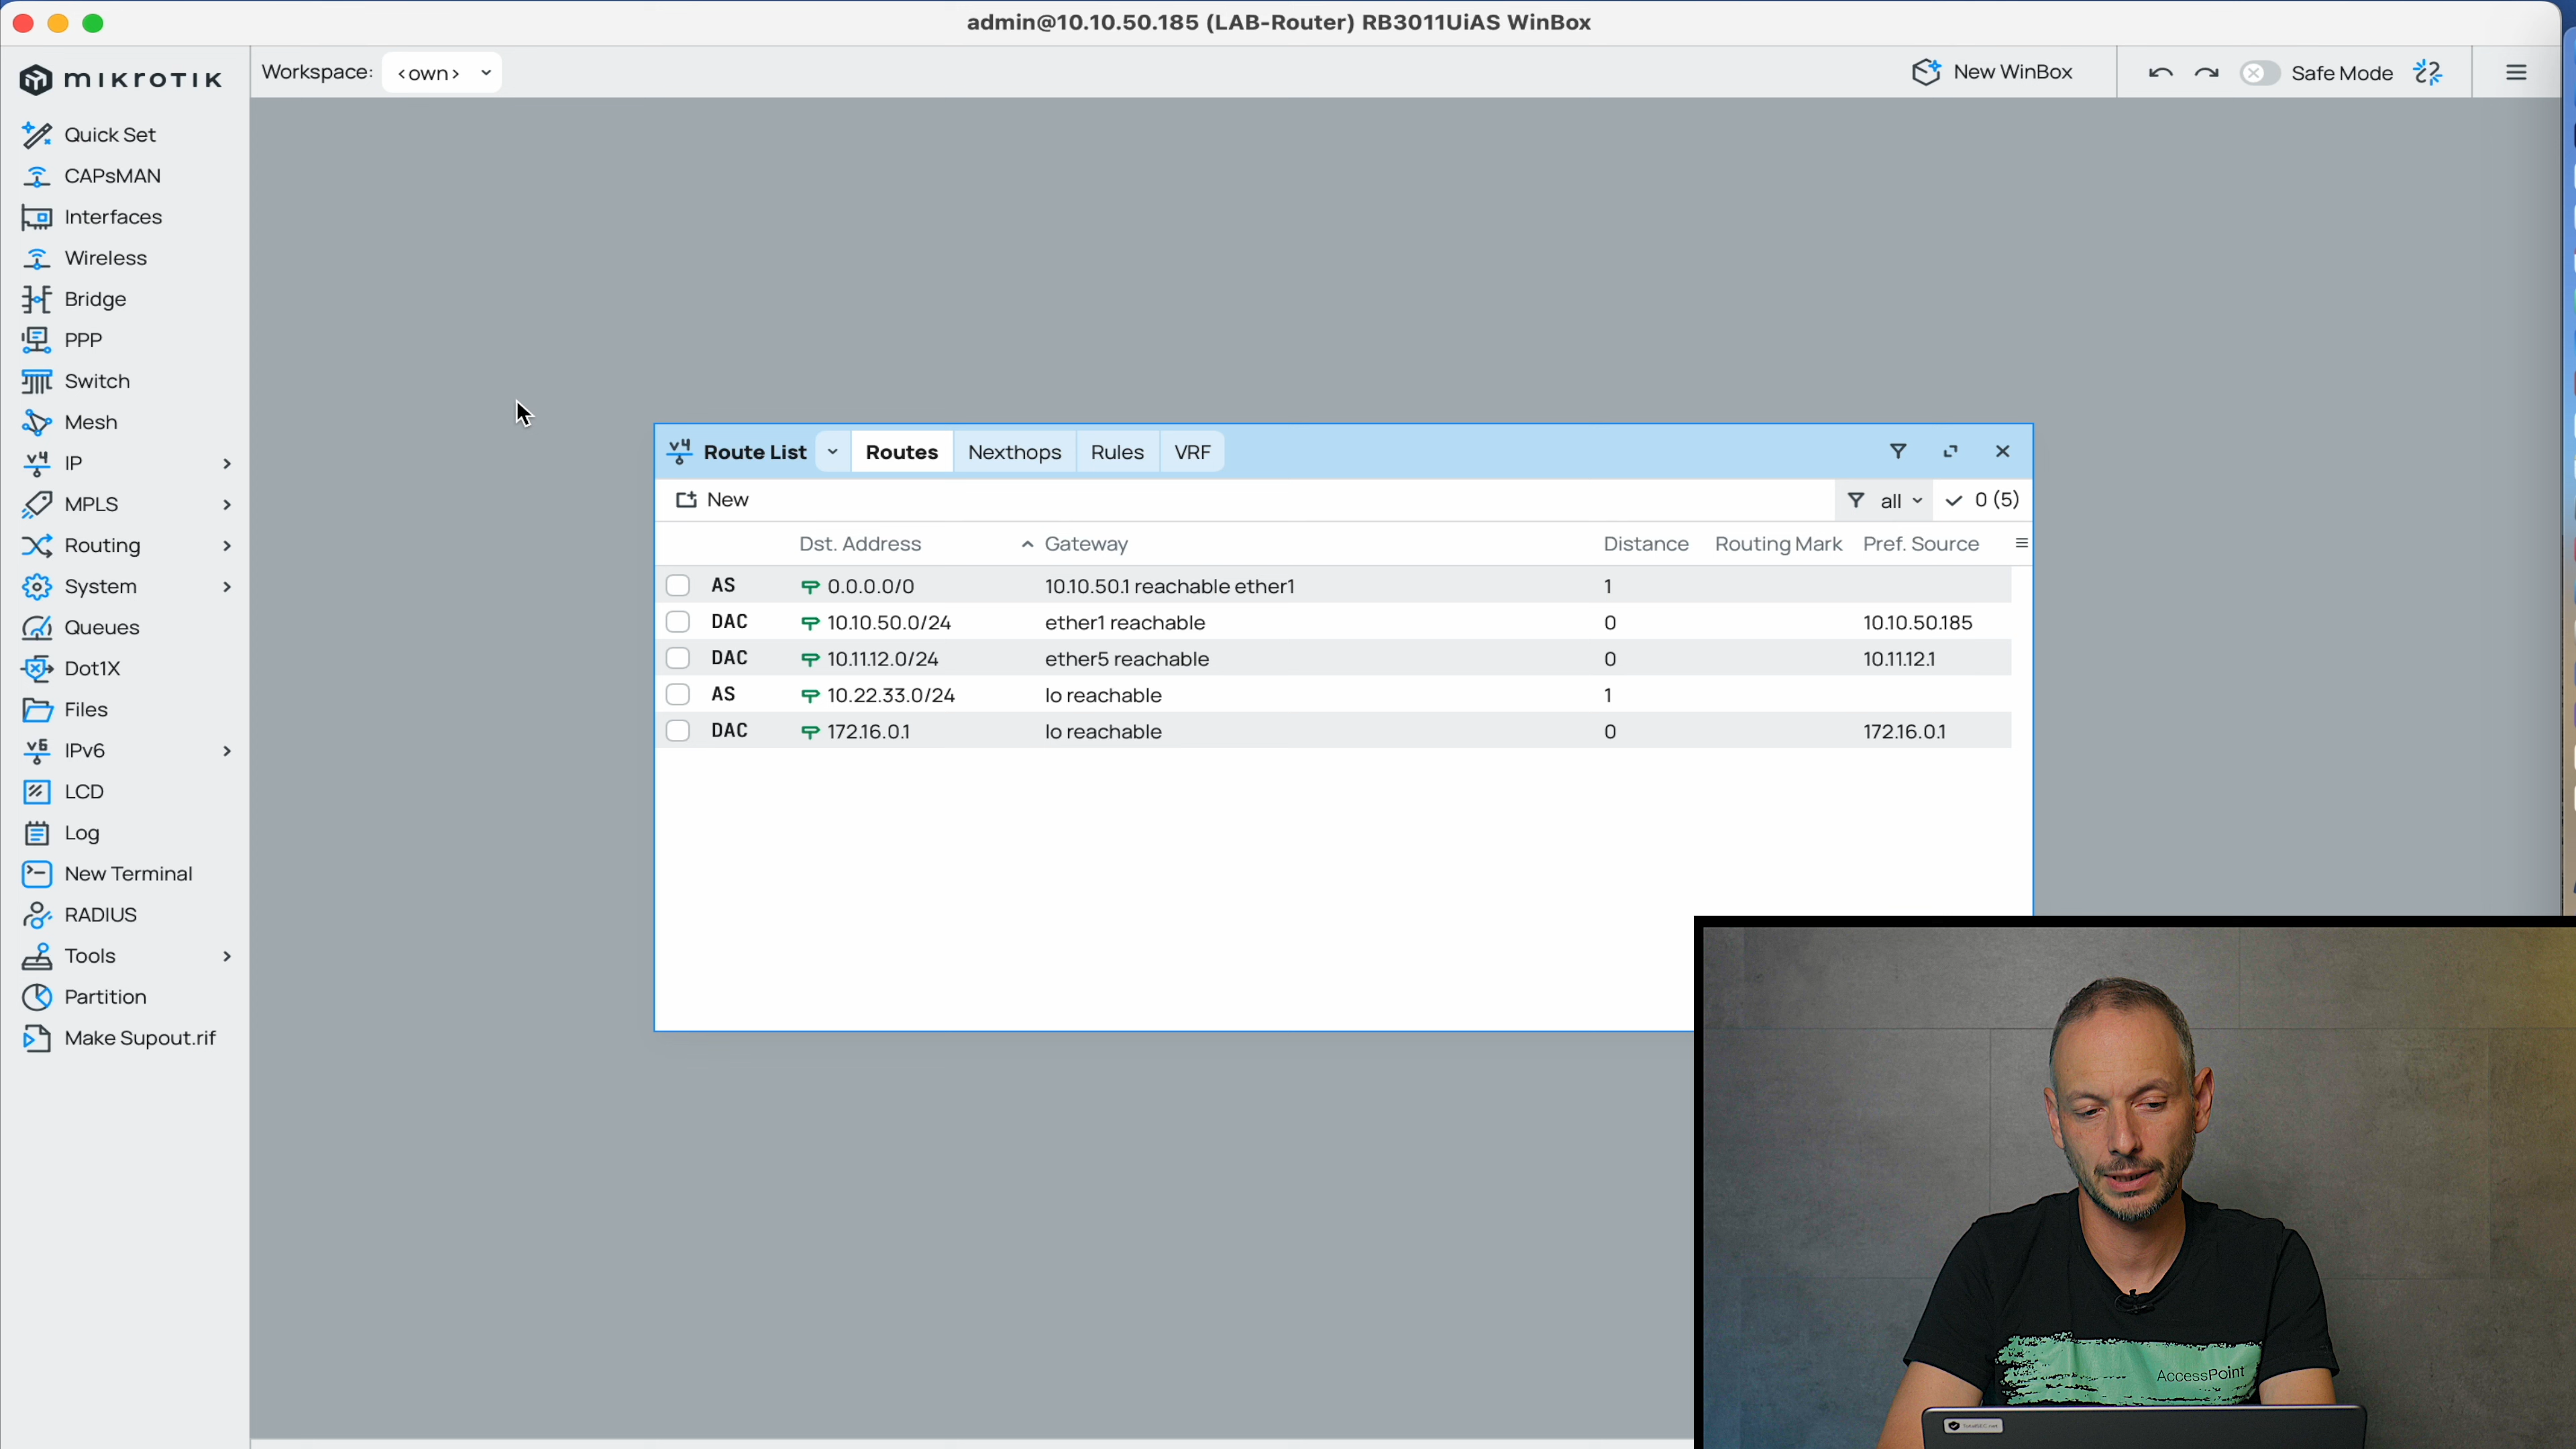 admin@10.10.50.185 (LAB-Router) RB3011UiAS WinBox
mikrotik
Workspace: <own>
New WinBox
Safe Mode
Quick Set
CAPsMAN
Interfaces
Wireless
Bridge
PPP
Switch
Mesh
IP
MPLS
Routing
System
Queues
Dot1X
Files
IPv6
LCD
Log
New Terminal
RADIUS
Tools
Partition
Make Supout.rif
v4 Route List Routes Nexthops Rules VRF
New all 0 (5)
Dst. Address Gateway Distance Routing Mark Pref. Source
AS 0.0.0.0/0 10.10.50.1 reachable ether1 1
DAC 10.10.50.0/24 ether1 reachable 0 10.10.50.185
DAC 10.11.12.0/24 ether5 reachable 0 10.11.12.1
AS 10.22.33.0/24 lo reachable 1
DAC 172.16.0.1 lo reachable 0 172.16.0.1
AccessPoint